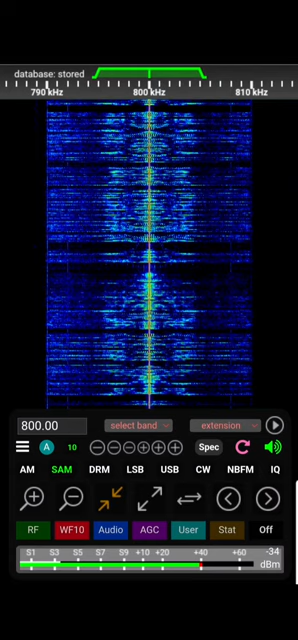 database: stored
790 kHz 800 kHz 810 kHz
800.00 select band extension
A 10 Spec
AM SAM DRM LSB USB CW NBFM IQ
RF WF10 Audio AGC User Stat Off
S1 S3 S5 S7 S9 +10 +20 +40 +60 -34
dBm